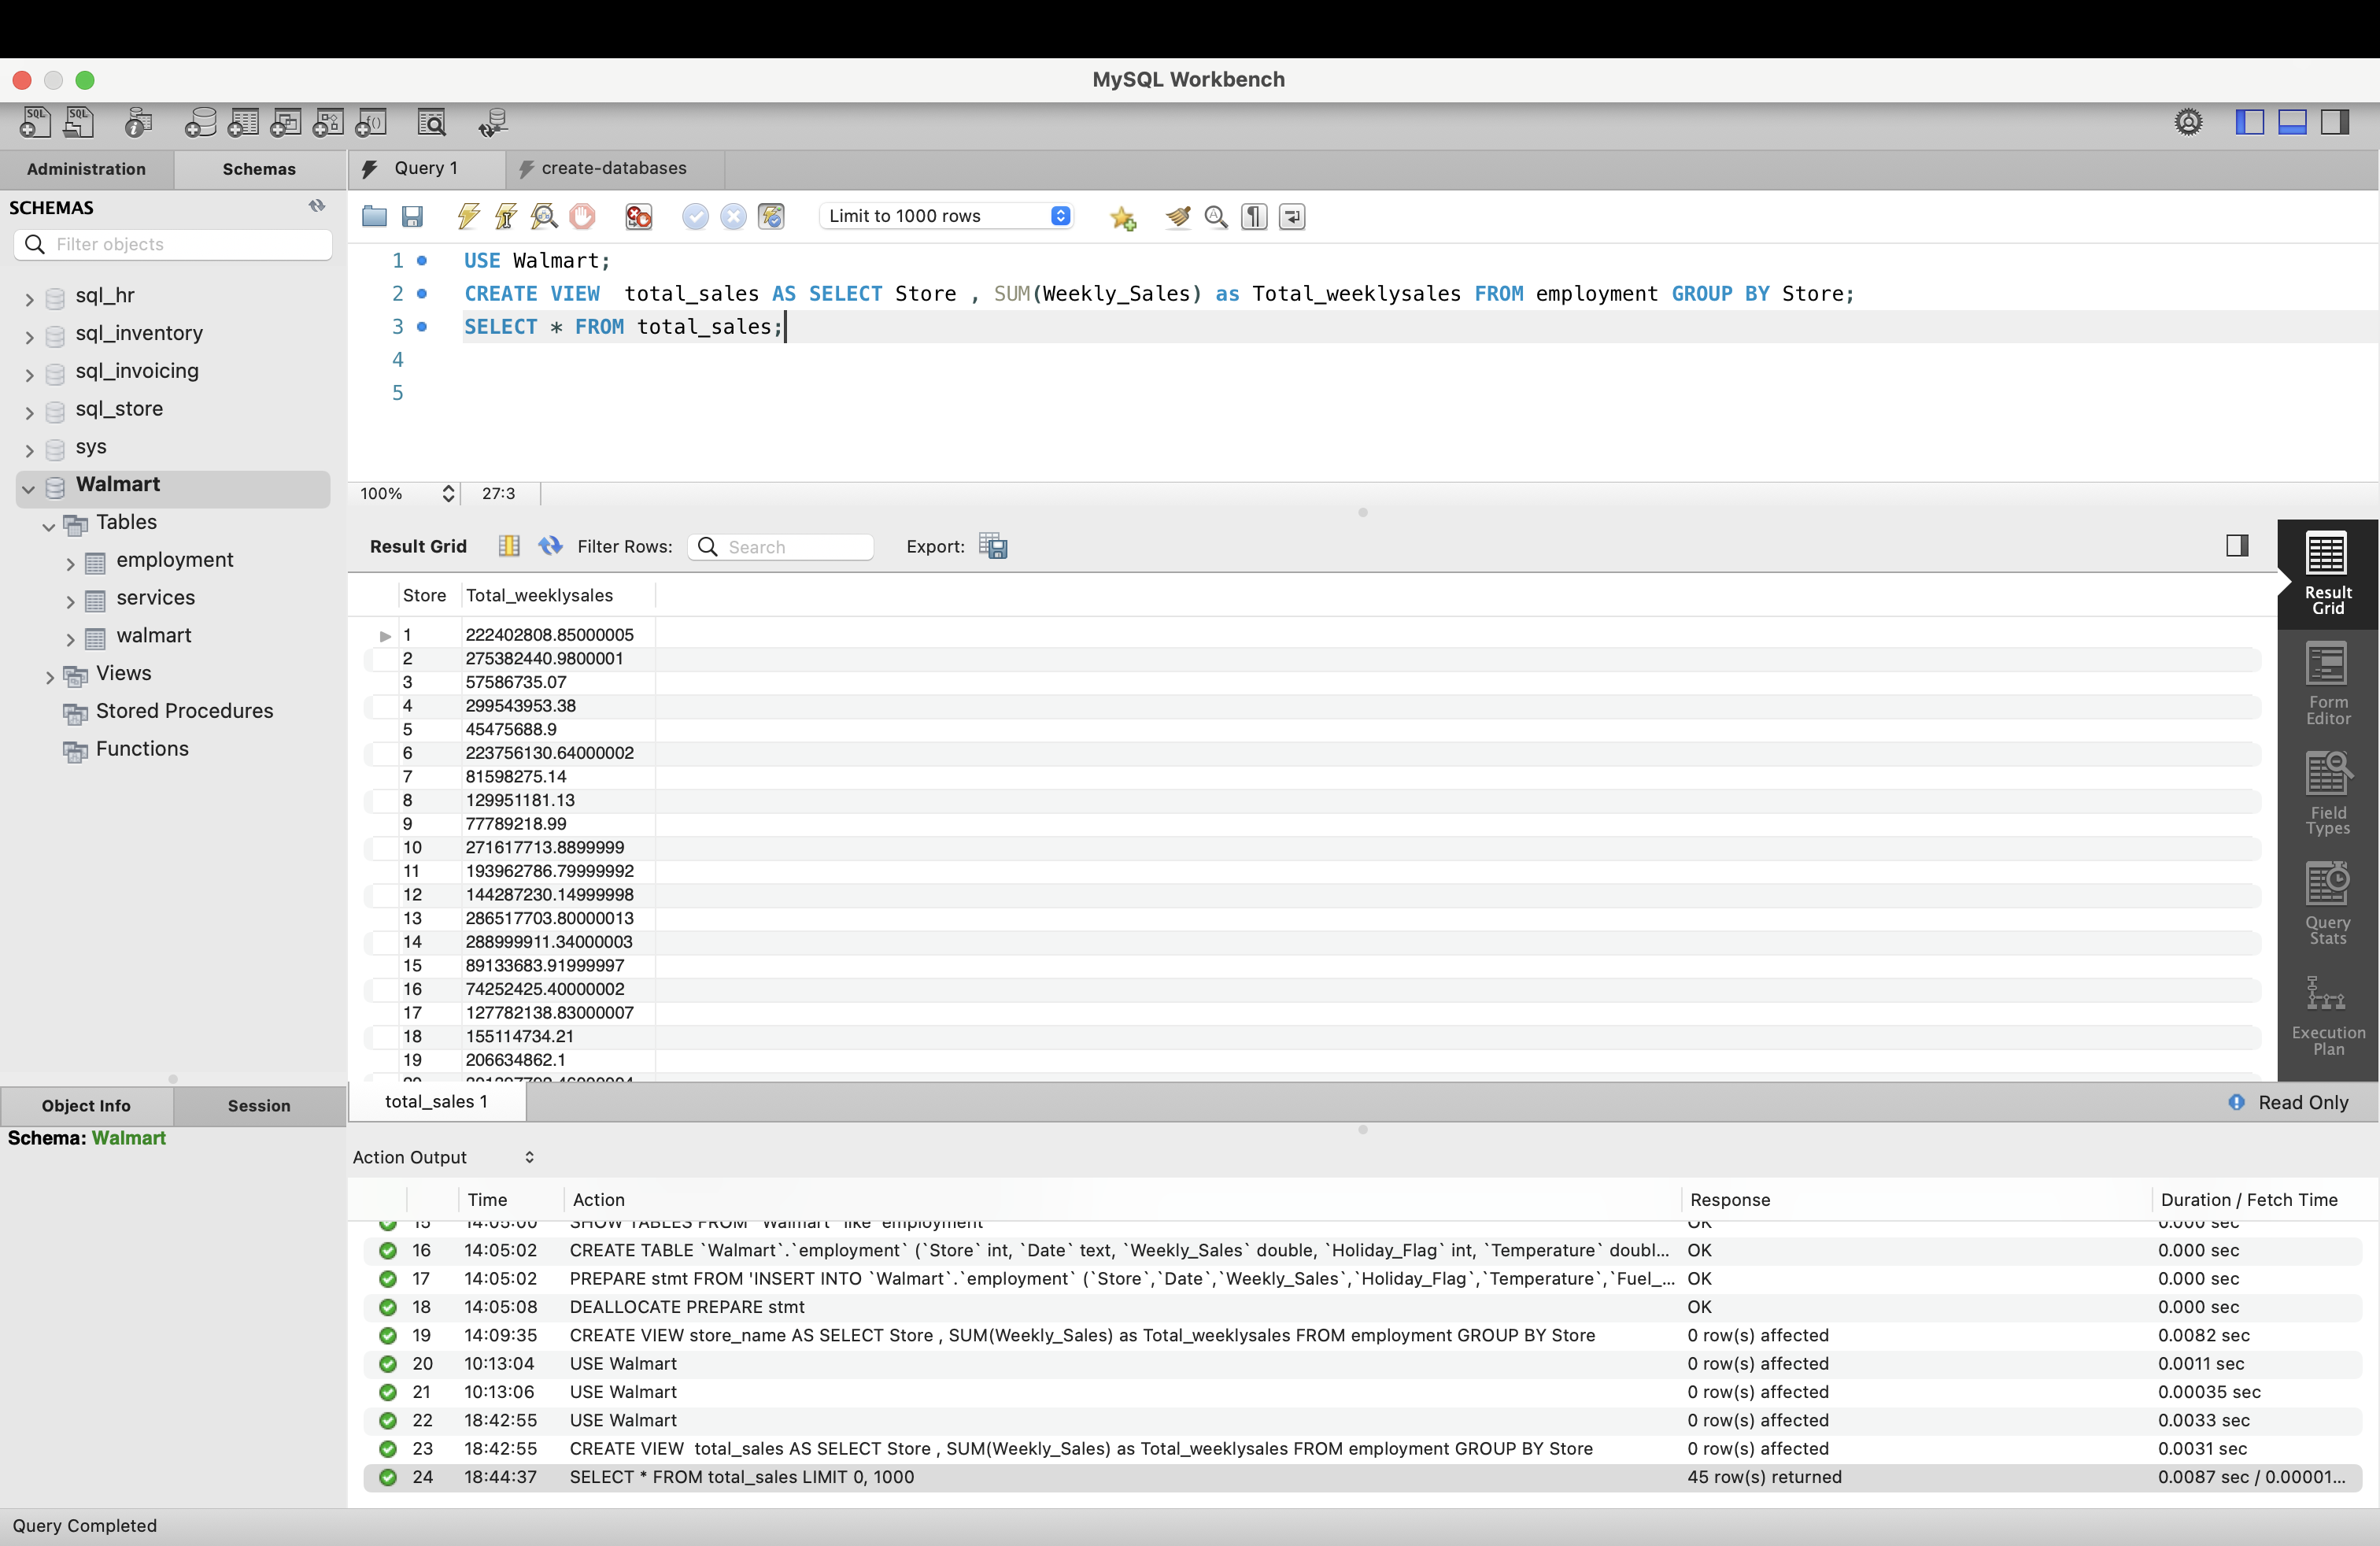 MySQL Workbench
Administration
Schemas
Query 1
create-databases
SCHEMAS
Filter objects
sql_hr
sql_inventory
sql_invoicing
sql_store
sys
Walmart
Tables
employment
services
walmart
Views
Stored Procedures
Functions
Limit to 1000 rows
1 USE Walmart;
2 CREATE VIEW  total_sales AS SELECT Store , SUM(Weekly_Sales) as Total_weeklysales FROM employment GROUP BY Store;
3 SELECT * FROM total_sales;
4
5
100% 27:3
Result Grid Filter Rows: Search Export:
Store Total_weeklysales
1 222402808.85000005
2 275382440.9800001
3 57586735.07
4 299543953.38
5 45475688.9
6 223756130.64000002
7 81598275.14
8 129951181.13
9 77789218.99
10 271617713.8899999
11 193962786.79999992
12 144287230.14999998
13 286517703.80000013
14 288999911.34000003
15 89133683.91999997
16 74252425.40000002
17 127782138.83000007
18 155114734.21
19 206634862.1
Result
Grid
Form
Editor
Field
Types
Query
Stats
Execution
Plan
total_sales 1
Read Only
Object Info
Session
Schema: Walmart
Action Output
Time Action Response Duration / Fetch Time
15 14:05:00 SHOW TABLES FROM `Walmart` like 'employment' OK 0.000 sec
16 14:05:02 CREATE TABLE `Walmart`.`employment` (`Store` int, `Date` text, `Weekly_Sales` double, `Holiday_Flag` int, `Temperature` doubl... OK 0.000 sec
17 14:05:02 PREPARE stmt FROM 'INSERT INTO `Walmart`.`employment` (`Store`,`Date`,`Weekly_Sales`,`Holiday_Flag`,`Temperature`,`Fuel_... OK 0.000 sec
18 14:05:08 DEALLOCATE PREPARE stmt OK 0.000 sec
19 14:09:35 CREATE VIEW store_name AS SELECT Store , SUM(Weekly_Sales) as Total_weeklysales FROM employment GROUP BY Store 0 row(s) affected 0.0082 sec
20 10:13:04 USE Walmart 0 row(s) affected 0.0011 sec
21 10:13:06 USE Walmart 0 row(s) affected 0.00035 sec
22 18:42:55 USE Walmart 0 row(s) affected 0.0033 sec
23 18:42:55 CREATE VIEW  total_sales AS SELECT Store , SUM(Weekly_Sales) as Total_weeklysales FROM employment GROUP BY Store 0 row(s) affected 0.0031 sec
24 18:44:37 SELECT * FROM total_sales LIMIT 0, 1000 45 row(s) returned 0.0087 sec / 0.00001...
Query Completed